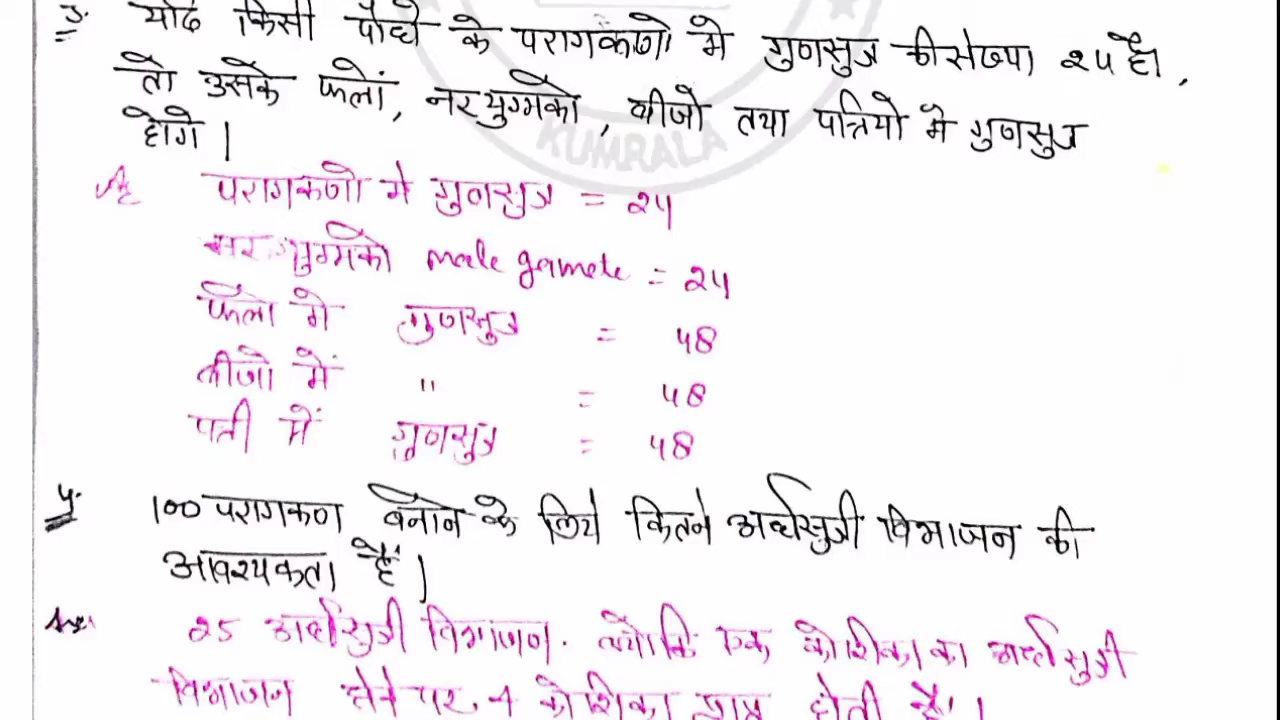 3. यदि किसी पौधे के परागकणो मे गुणसुत्र की संख्या 24 है।,
तो उसके फलों, नरयुग्मको, बीजो तथा पत्तियो मे गुणसुत्र
होगे।
KUMRALA
परागकणो मे गुणसुत्र = 24
नर युग्मको male gamete = 24
फलो मे गुणसुत्र = 48
बीजो में " = 48
पत्ती में गुणसुत्र = 48
4. 100 परागकण बनाने के लिये कितने अर्धसुत्री विभाजन की
आवश्यकता हैं।
Ans. 25 अर्धसुत्री विभाजन. क्योकि एक कोशिका का अर्धसुत्री
विभाजन होने पर 4 कोशिका प्राप्त होती है।